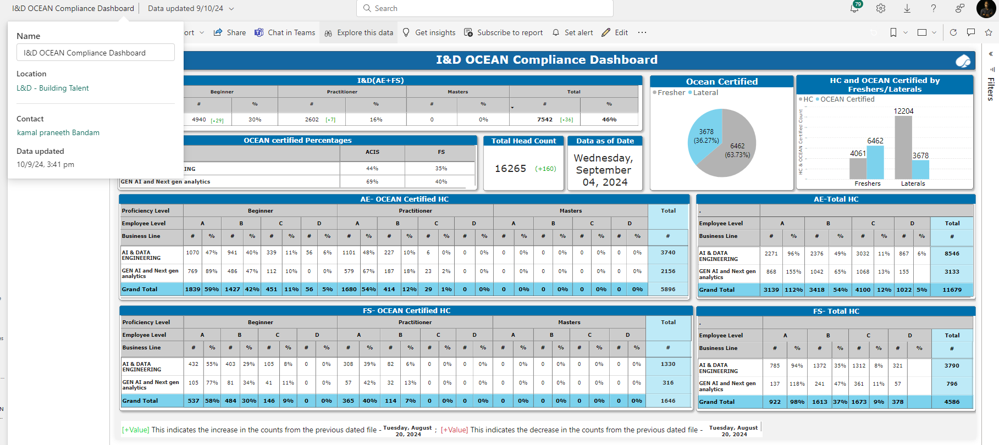 I&D OCEAN Compliance Dashboard
Data updated 9/10/24
Search
79
Name
I&D OCEAN Compliance Dashboard
Location
L&D - Building Talent
Contact
kamal praneeth Bandam
Data updated
10/9/24, 3:41 pm
ort
Share
Chat in Teams
Explore this data
Get insights
Subscribe to report
Set alert
Edit
Filters
I&D OCEAN Compliance Dashboard
I&D(AE+FS)
Beginner Practitioner Masters Total
# % # % # % # %
4940 [+29] 30% 2602 [+7] 16% 0 0% 7542 [+36] 46%
OCEAN certified Percentages
ACIS FS
ING 44% 35%
GEN AI and Next gen analytics 69% 40%
Total Head Count
16265 (+160)
Data as of Date
Wednesday,
September
04, 2024
Ocean Certified
Fresher Lateral
3678
(36.27%)
6462
(63.73%)
HC and OCEAN Certified by
Freshers/Laterals
HC OCEAN Certified
HC & OCEAN Certified Count
12204
6462
4061
3678
Freshers Laterals
AE- OCEAN Certified HC
Proficiency Level Beginner Practitioner Masters Total
Employee Level A B C D A B C D A B C D
Business Line # % # % # % # % # % # % # % # % # % # % # % # % #
AI & DATA
ENGINEERING 1070 47% 941 40% 339 11% 56 6% 1101 48% 227 10% 6 0% 0 0% 0 0% 0 0% 0 0% 0 0% 3740
GEN AI and Next gen
analytics 769 89% 486 47% 112 10% 0 0% 579 67% 187 18% 23 2% 0 0% 0 0% 0 0% 0 0% 0 0% 2156
Grand Total 1839 59% 1427 42% 451 11% 56 5% 1680 54% 414 12% 29 1% 0 0% 0 0% 0 0% 0 0% 0 0% 5896
AE-Total HC
.
Employee Level A B C D Total
Business Line # % # % # % # % #
AI & DATA
ENGINEERING 2271 96% 2376 49% 3032 11% 867 6% 8546
GEN AI and Next gen
analytics 868 155% 1042 65% 1068 13% 155 3133
Grand Total 3139 112% 3418 54% 4100 12% 1022 5% 11679
FS- OCEAN Certified HC
Proficiency Level Beginner Practitioner Masters Total
Employee Level A B C D A B C D A B C D
Business Line # % # % # % # % # % # % # % # % # % # % # % # % #
AI & DATA
ENGINEERING 432 55% 403 29% 105 8% 0 0% 308 39% 82 6% 0 0% 0 0% 0 0% 0 0% 0 0% 0 0% 1330
GEN AI and Next gen
analytics 105 77% 81 34% 41 11% 0 0% 57 42% 32 13% 0 0% 0 0% 0 0% 0 0% 0 0% 0 0% 316
Grand Total 537 58% 484 30% 146 9% 0 0% 365 40% 114 7% 0 0% 0 0% 0 0% 0 0% 0 0% 0 0% 1646
FS- Total HC
.
Employee Level A B C D Total
Business Line # % # % # % # % #
AI & DATA
ENGINEERING 785 94% 1372 35% 1312 8% 321 3790
GEN AI and Next gen
analytics 137 118% 241 47% 361 11% 57 796
Grand Total 922 98% 1613 37% 1673 9% 378 4586
[+Value] This indicates the increase in the counts from the previous dated file - Tuesday, August 20, 2024 ; [+Value] This indicates the decrease in the counts from the previous dated file - Tuesday, August 20, 2024